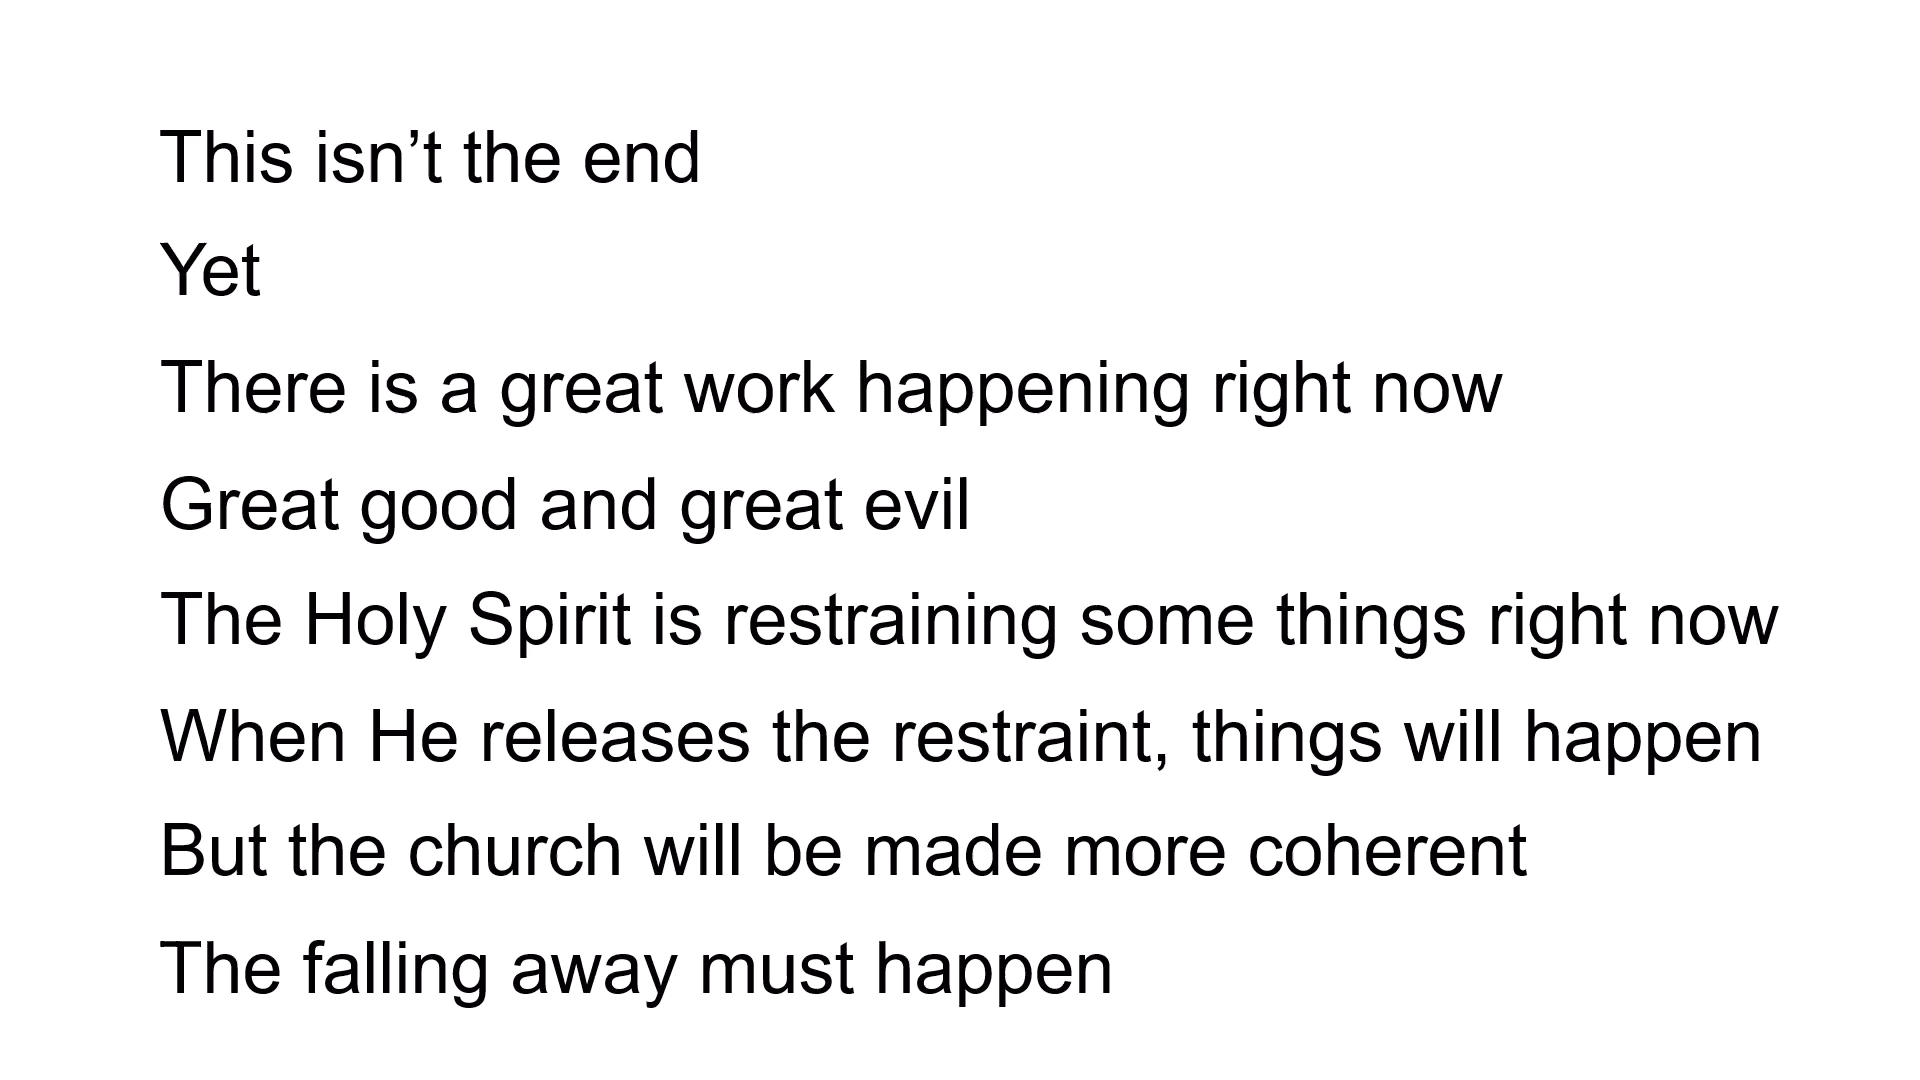 This isn’t the end
Yet
There is a great work happening right now
Great good and great evil
The Holy Spirit is restraining some things right now
When He releases the restraint, things will happen
But the church will be made more coherent
The falling away must happen